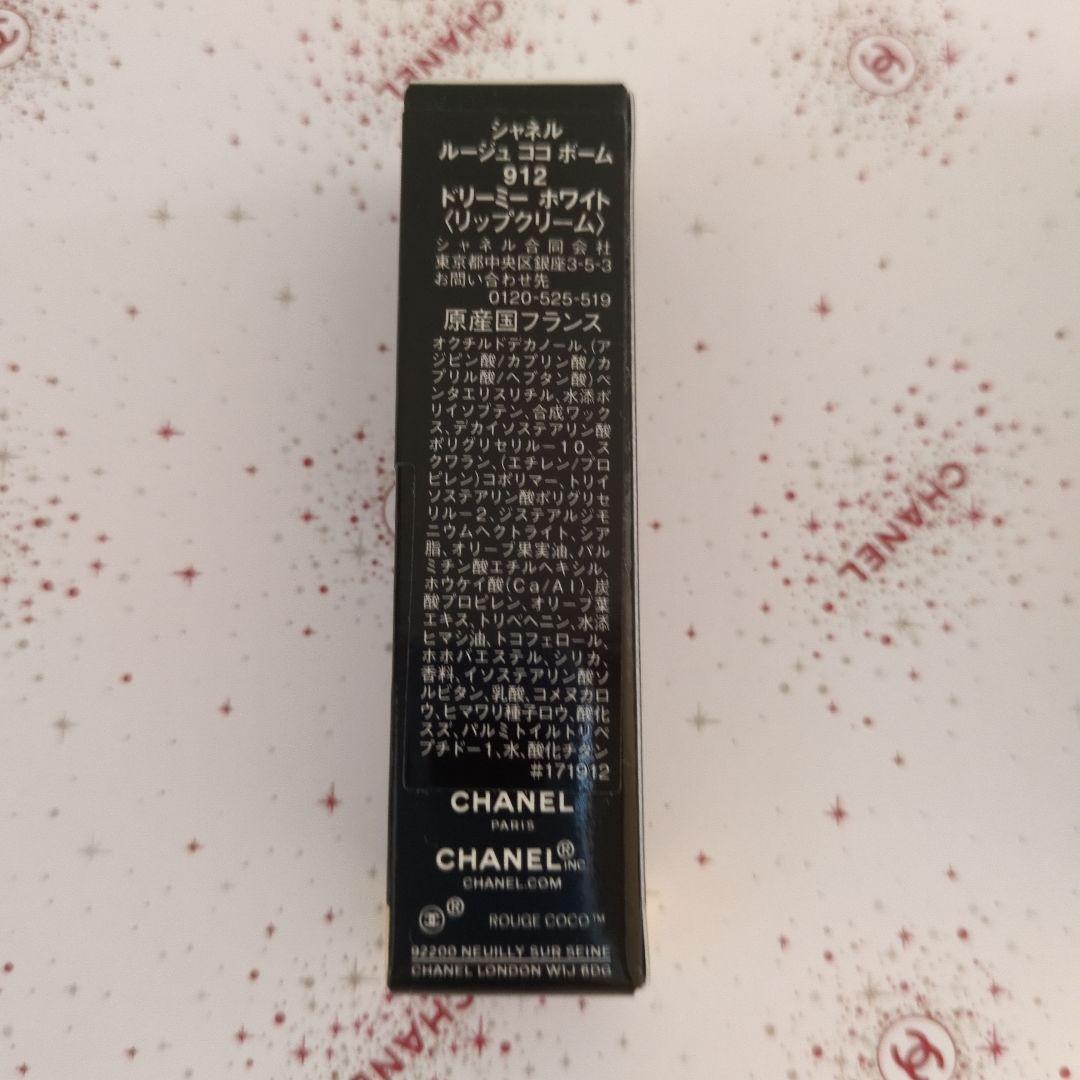 シャネル
ルージュ ココ ボーム
912
ドリーミー ホワイト
〈リップクリーム〉
シャネル合同会社
東京都中央区銀座3-5-3
お問い合わせ先
0120-525-519
原産国フランス
オクチルドデカノール、(ア
ジピン酸/カプリン酸/カ
プリル酸/ヘプタン酸)ペ
ンタエリスリチル、水添ポ
リイソブテン、合成ワック
ス、デカイソステアリン酸
ポリグリセリル－10、ス
クワラン、(エチレン/プロ
ピレン)コポリマー、トリイ
ソステアリン酸ポリグリセ
リル－2、ジステアルジモ
ニウムヘクトライト、シア
脂、オリーブ果実油、パル
ミチン酸エチルヘキシル、
ホウケイ酸(Ca/Al)、炭
酸プロピレン、オリーブ葉
エキス、トリベヘニン、水添
ヒマシ油、トコフェロール、
ホホバエステル、シリカ、
香料、イソステアリン酸ソ
ルビタン、乳酸、コメヌカロ
ウ、ヒマワリ種子ロウ、酸化
スズ、パルミトイルトリペ
プチド－1、水、酸化チタン
#171912
CHANEL
PARIS
CHANEL® INC
CHANEL.COM
® ROUGE COCO™
92200 NEUILLY SUR SEINE
CHANEL LONDON W1J 6DG
CHANEL
CHANEL
CHANEL